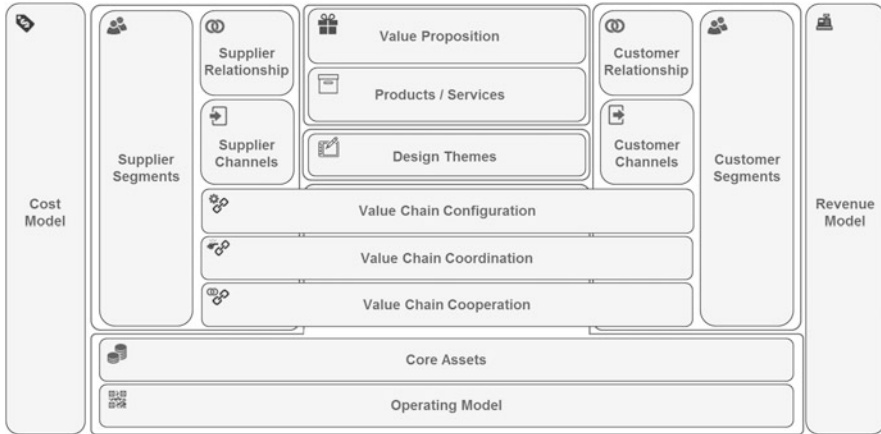 Cost
Model
Supplier
Segments
Supplier
Relationship
Supplier
Channels
Value Proposition
Products / Services
Design Themes
Customer
Relationship
Customer
Channels
Customer
Segments
Revenue
Model
Value Chain Configuration
Value Chain Coordination
Value Chain Cooperation
Core Assets
Operating Model